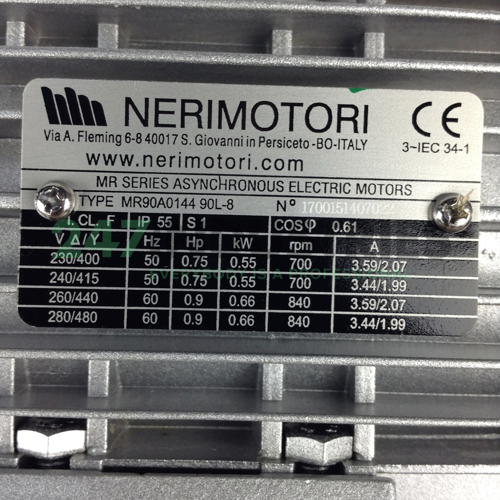 NERIMOTORI
CE
Via A. Fleming 6-8 40017 S. Giovanni in Persiceto -BO-ITALY
3~IEC 34-1
www.nerimotori.com
MR SERIES ASYNCHRONOUS ELECTRIC MOTORS
TYPE MR90A0144 90L-8 N°
I. CL. F IP 55 S 1 COSφ 0.61
V Δ/Y Hz Hp kW rpm A
230/400 50 0.75 0.55 700 3.59/2.07
240/415 50 0.75 0.55 700 3.44/1.99
260/440 60 0.9 0.66 840 3.59/2.07
280/480 60 0.9 0.66 840 3.44/1.99